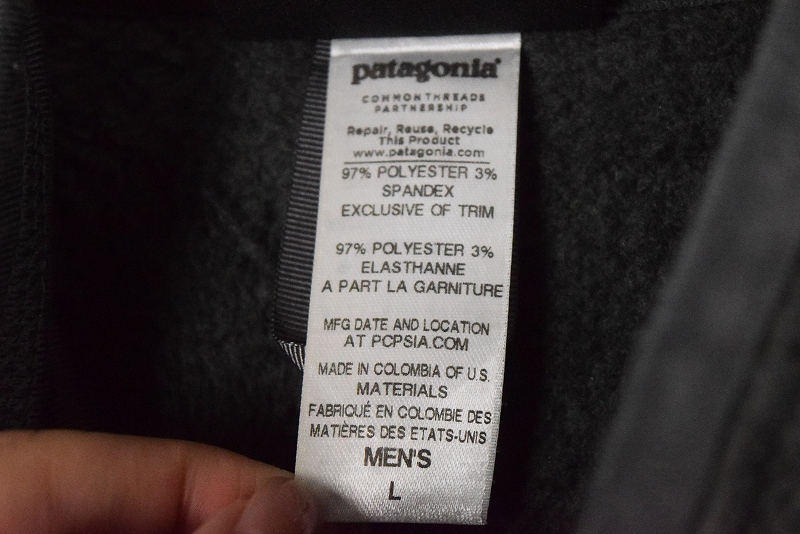 patagonia®
COMMON THREADS
PARTNERSHIP
Repair, Reuse, Recycle
This Product
www.patagonia.com
97% POLYESTER 3%
SPANDEX
EXCLUSIVE OF TRIM
97% POLYESTER 3%
ELASTHANNE
A PART LA GARNITURE
MFG DATE AND LOCATION
AT PCPSIA.COM
MADE IN COLOMBIA OF U.S.
MATERIALS
FABRIQUÉ EN COLOMBIE DES
MATIÈRES DES ETATS-UNIS
MEN'S
L